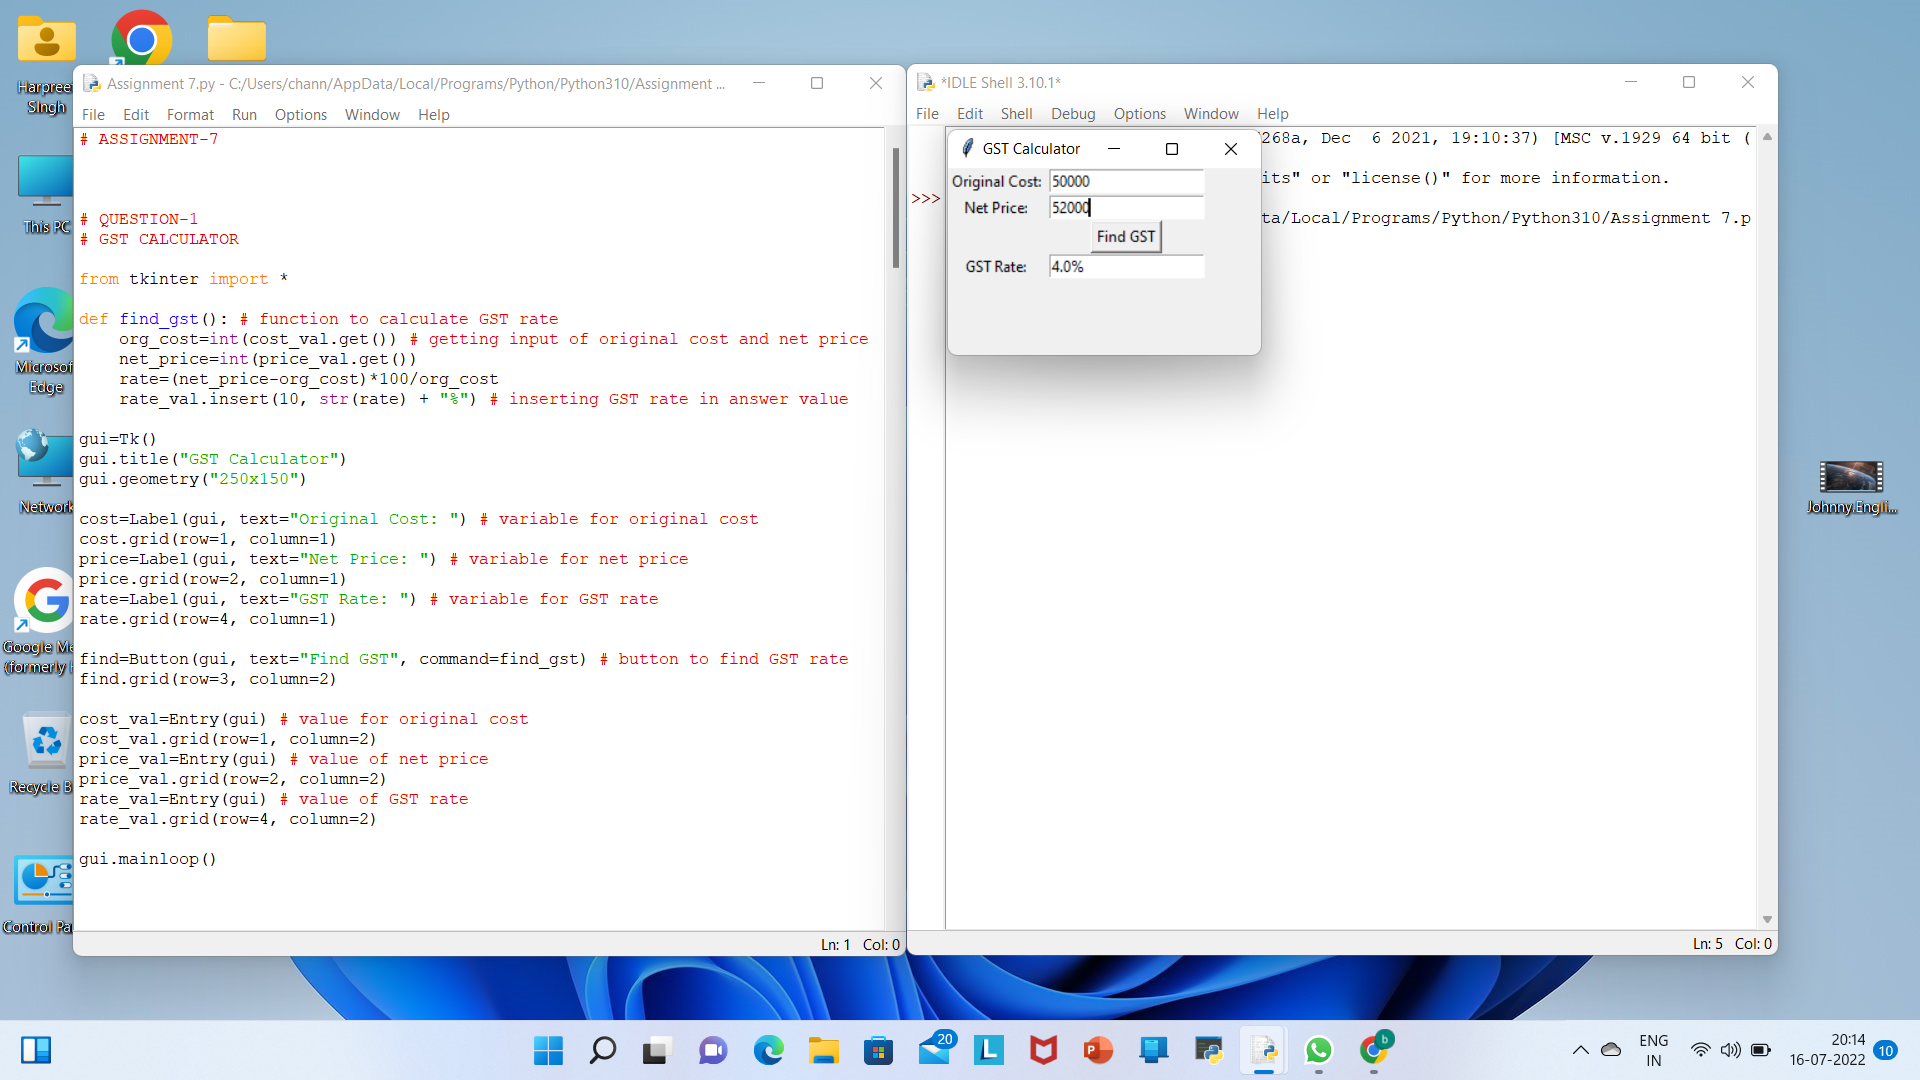 Harpreet
Singh
This PC
Microsof
Edge
Network
Google Me
(formerly
Recycle B
Control Pa
Assignment 7.py - C:/Users/chann/AppData/Local/Programs/Python/Python310/Assignment ...
File Edit Format Run Options Window Help
# ASSIGNMENT-7
# QUESTION-1
# GST CALCULATOR
from tkinter import *
def find_gst(): # function to calculate GST rate
    org_cost=int(cost_val.get()) # getting input of original cost and net price
    net_price=int(price_val.get())
    rate=(net_price-org_cost)*100/org_cost
    rate_val.insert(10, str(rate) + "%") # inserting GST rate in answer value
gui=Tk()
gui.title("GST Calculator")
gui.geometry("250x150")
cost=Label(gui, text="Original Cost: ") # variable for original cost
cost.grid(row=1, column=1)
price=Label(gui, text="Net Price: ") # variable for net price
price.grid(row=2, column=1)
rate=Label(gui, text="GST Rate: ") # variable for GST rate
rate.grid(row=4, column=1)
find=Button(gui, text="Find GST", command=find_gst) # button to find GST rate
find.grid(row=3, column=2)
cost_val=Entry(gui) # value for original cost
cost_val.grid(row=1, column=2)
price_val=Entry(gui) # value of net price
price_val.grid(row=2, column=2)
rate_val=Entry(gui) # value of GST rate
rate_val.grid(row=4, column=2)
gui.mainloop()
Ln: 1 Col: 0
*IDLE Shell 3.10.1*
File Edit Shell Debug Options Window Help
268a, Dec  6 2021, 19:10:37) [MSC v.1929 64 bit (
its" or "license()" for more information.
>>>
ta/Local/Programs/Python/Python310/Assignment 7.p
GST Calculator
Original Cost: 50000
Net Price: 52000
Find GST
GST Rate: 4.0%
Ln: 5 Col: 0
Johnny.Engli...
20
b
ENG
IN
20:14
16-07-2022
10